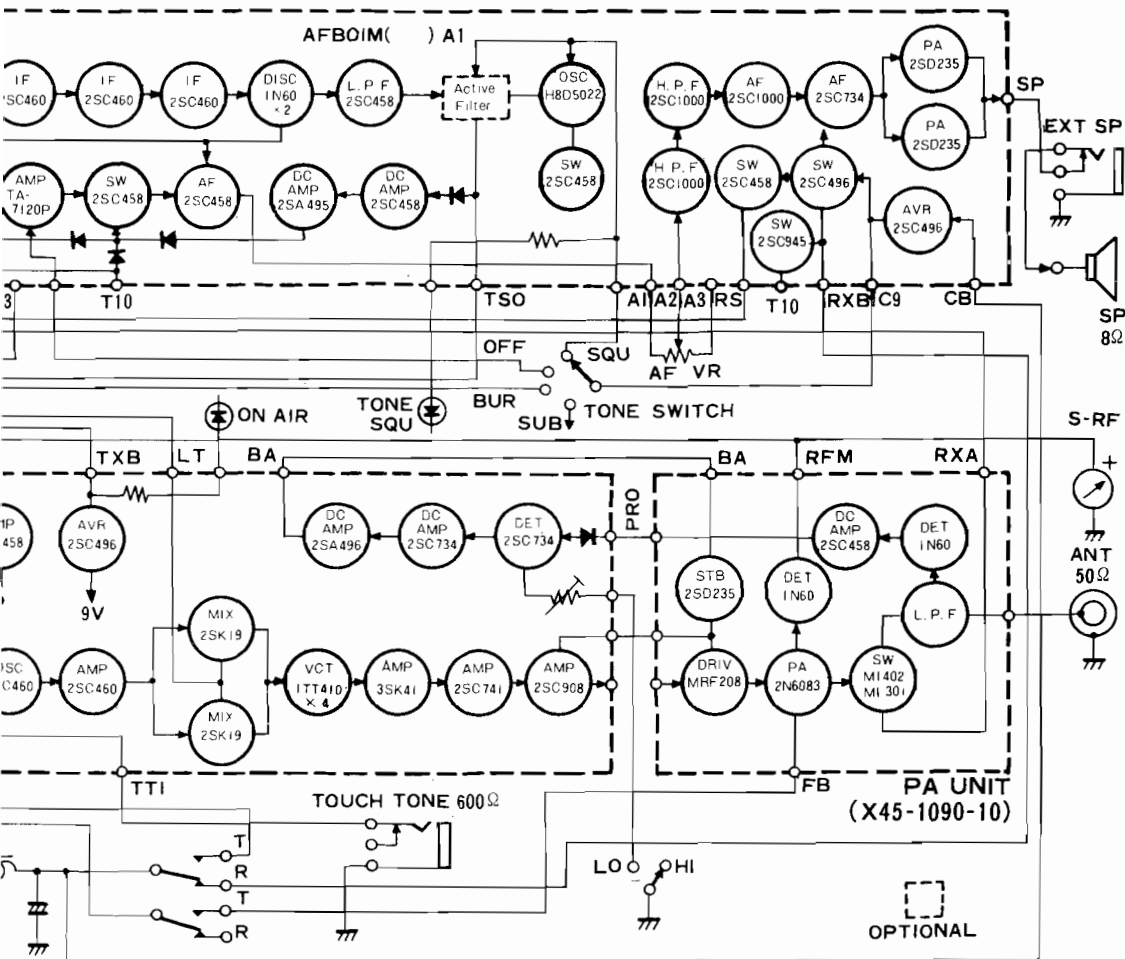 AFB01M( ) A1
IF
2SC460
IF
2SC460
IF
2SC460
DISC
1N60
×2
L.P.F
2SC458
Active
Filter
OSC
H8D5022
H.P.F
2SC1000
AF
2SC1000
AF
2SC734
PA
2SD235
PA
2SD235
SP
EXT SP
AMP
TA-
7120P
SW
2SC458
AF
2SC458
DC
AMP
2SA495
DC
AMP
2SC458
SW
2SC458
H.P.F
2SC1000
SW
2SC458
SW
2SC496
SW
2SC945
AVR
2SC496
3
T10
TSO
A1
A2
A3
RS
T10
RXB
C9
CB
SP
8Ω
OFF
SQU
AF VR
BUR
SUB
TONE SWITCH
ON AIR
TONE
SQU
S-RF
+
TXB
LT
BA
BA
RFM
RXA
MP
458
AVR
2SC496
9V
DC
AMP
2SA496
DC
AMP
2SC734
DET
2SC734
PRO
STB
2SD235
DET
1N60
DC
AMP
2SC458
DET
1N60
L.P.F
ANT
50Ω
OSC
C460
AMP
2SC460
MIX
2SK19
MIX
2SK19
VCT
1TT410
×4
AMP
3SK41
AMP
2SC741
AMP
2SC908
DRIV
MRF208
PA
2N6083
SW
MI402
MI301
TT1
FB
PA UNIT
(X45-1090-10)
TOUCH TONE 600Ω
T
R
T
R
LO
HI
OPTIONAL